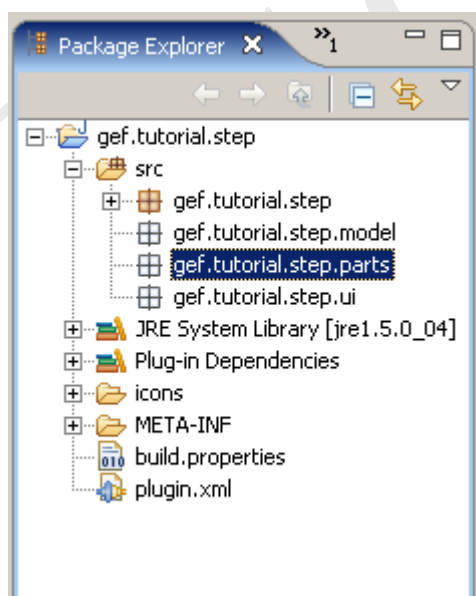 Package Explorer »1
gef.tutorial.step
src
gef.tutorial.step
gef.tutorial.step.model
gef.tutorial.step.parts
gef.tutorial.step.ui
JRE System Library [jre1.5.0_04]
Plug-in Dependencies
icons
META-INF
build.properties
plugin.xml